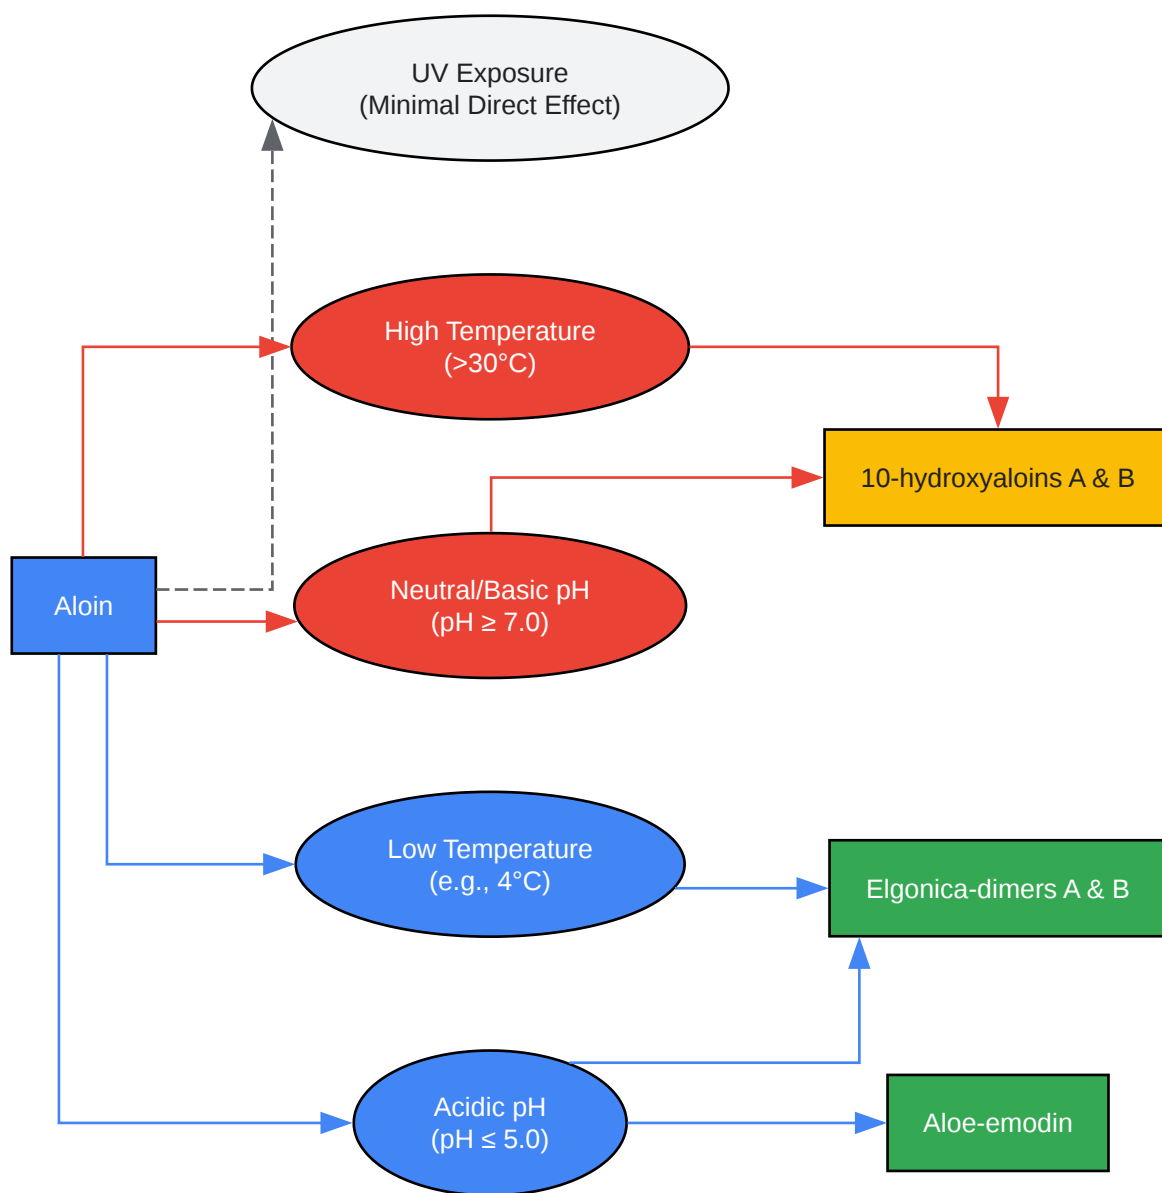 UV Exposure
(Minimal Direct Effect)
High Temperature
(>30°C)
10-hydroxyaloins A & B
Aloin
Neutral/Basic pH
(pH ≥ 7.0)
Low Temperature
(e.g., 4°C)
Elgonica-dimers A & B
Acidic pH
(pH ≤ 5.0)
Aloe-emodin